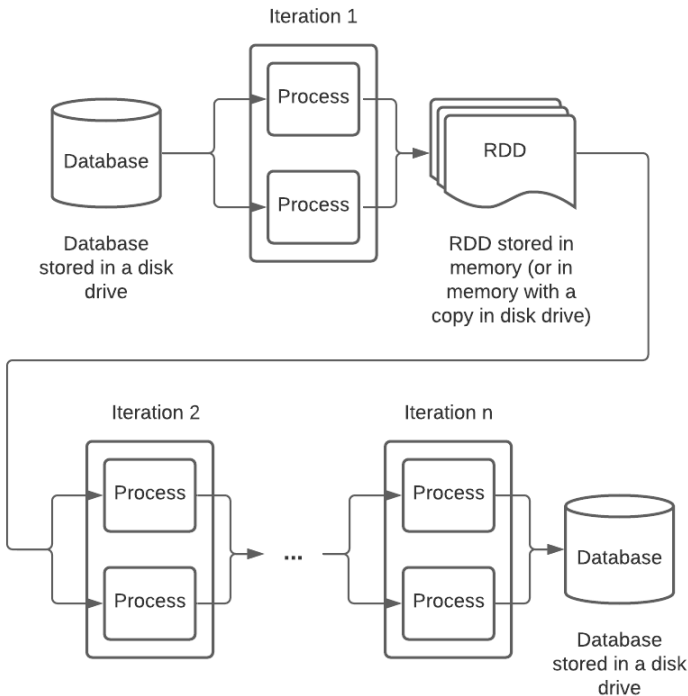 Iteration 1
Process
Database
RDD
Process
Database
stored in a disk
drive
RDD stored in
memory (or in
memory with a
copy in disk drive)
Iteration 2
Iteration n
Process
Process
...
Database
Process
Process
Database
stored in a disk
drive